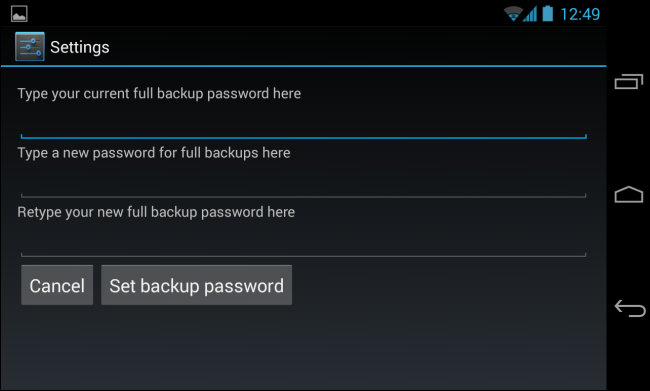 12:49
Settings
Type your current full backup password here
Type a new password for full backups here
Retype your new full backup password here
Cancel Set backup password